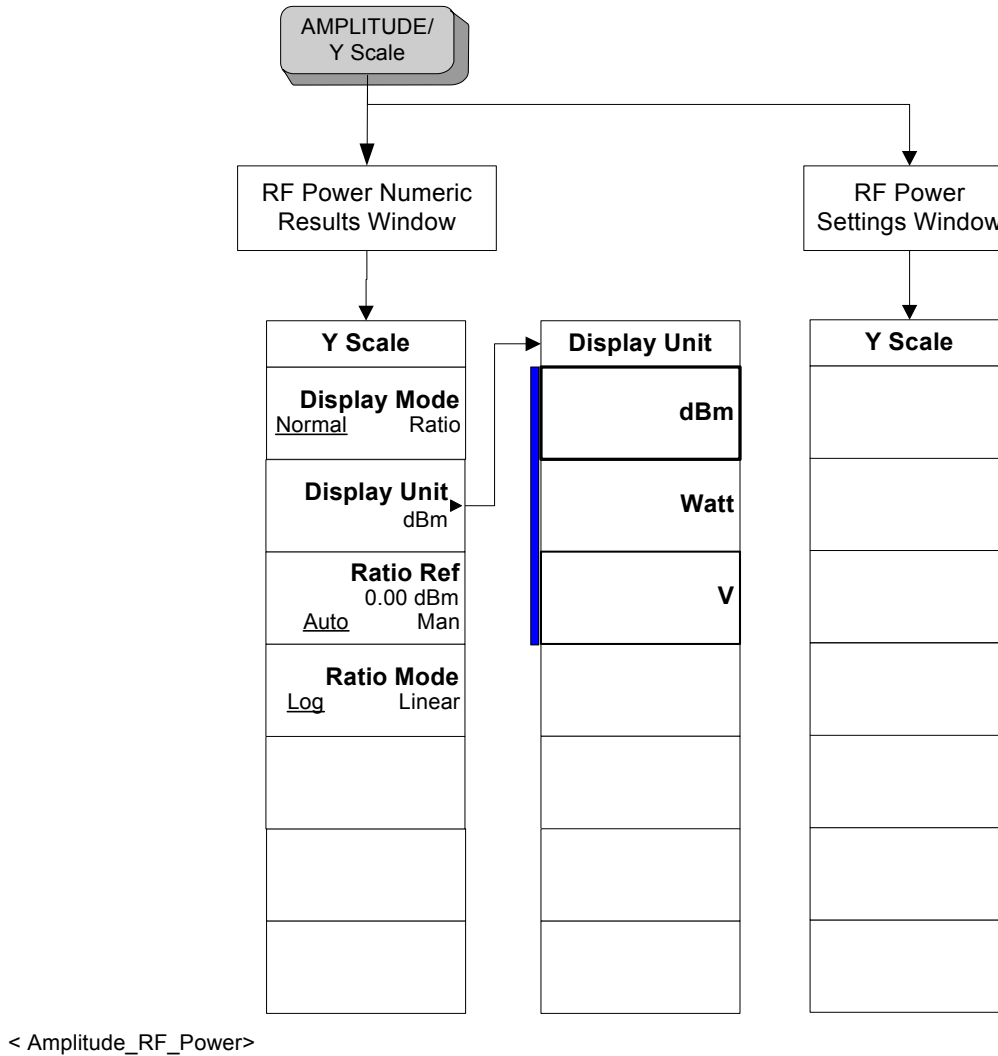 AMPLITUDE/
Y Scale
RF Power Numeric
Results Window
RF Power
Settings Window
Y Scale
Display Mode
Normal Ratio
Display Unit
dBm
Ratio Ref
0.00 dBm
Auto Man
Ratio Mode
Log Linear
Display Unit
dBm
Watt
V
Y Scale
< Amplitude_RF_Power>